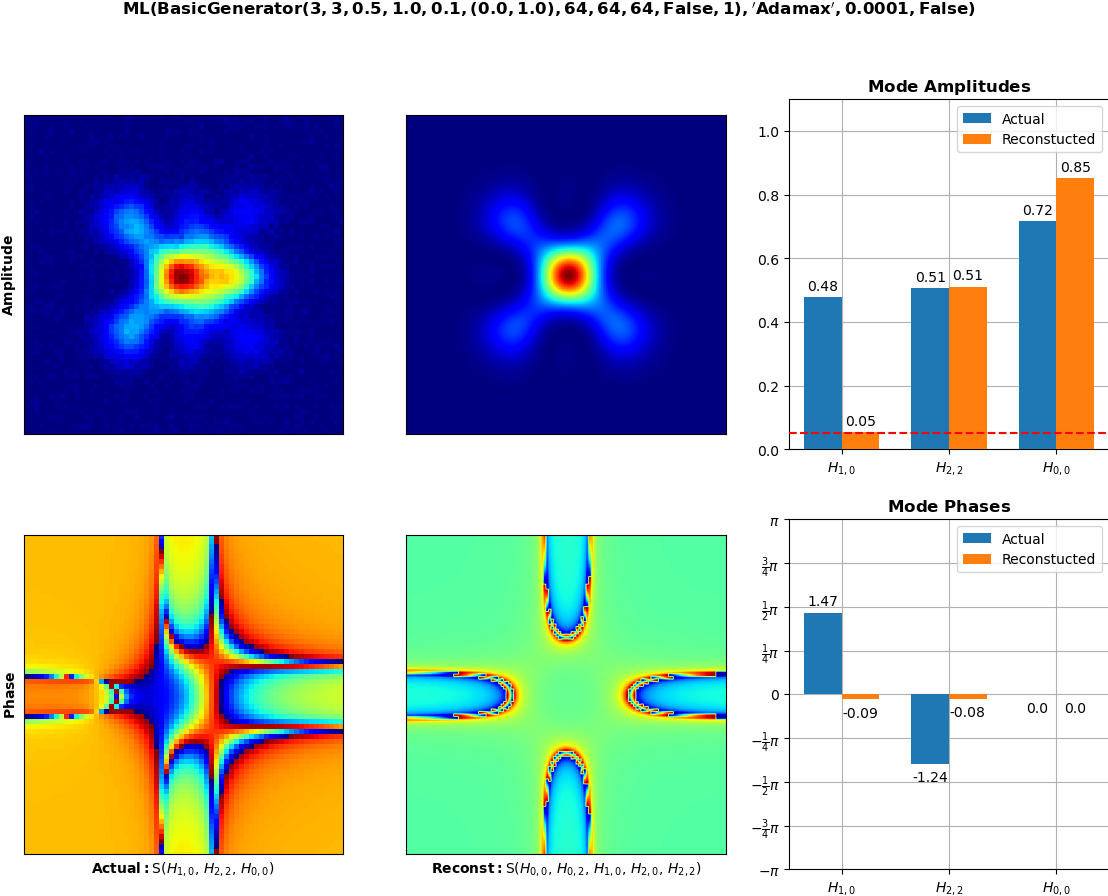 ML(BasicGenerator(3, 3, 0.5, 1.0, 0.1, (0.0, 1.0), 64, 64, 64, False, 1), ′Adamax′, 0.0001, False)
Amplitude
Mode Amplitudes
Actual
Reconstucted
1.0
0.8
0.6
0.4
0.2
0.0
0.48
0.05
0.51
0.51
0.72
0.85
H1,0
H2,2
H0,0
Phase
Actual: S(H1,0, H2,2, H0,0)
Reconst: S(H0,0, H0,2, H1,0, H2,0, H2,2)
Mode Phases
Actual
Reconstucted
π
3/4π
1/2π
1/4π
0
−1/4π
−1/2π
−3/4π
−π
1.47
-0.09
-1.24
-0.08
0.0
0.0
H1,0
H2,2
H0,0